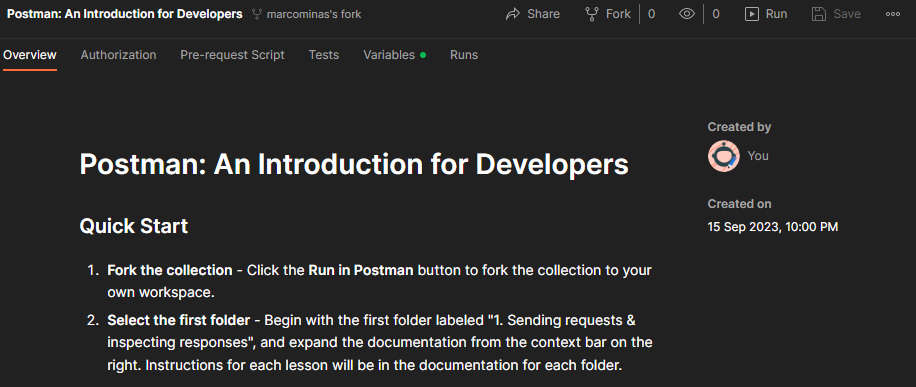 Postman: An Introduction for Developers marcominas's fork Share Fork 0 0 Run Save
Overview Authorization Pre-request Script Tests Variables Runs
Created by
You
Created on
15 Sep 2023, 10:00 PM
Postman: An Introduction for Developers
Quick Start
1. Fork the collection - Click the Run in Postman button to fork the collection to your
own workspace.
2. Select the first folder - Begin with the first folder labeled "1. Sending requests &
inspecting responses", and expand the documentation from the context bar on the
right. Instructions for each lesson will be in the documentation for each folder.